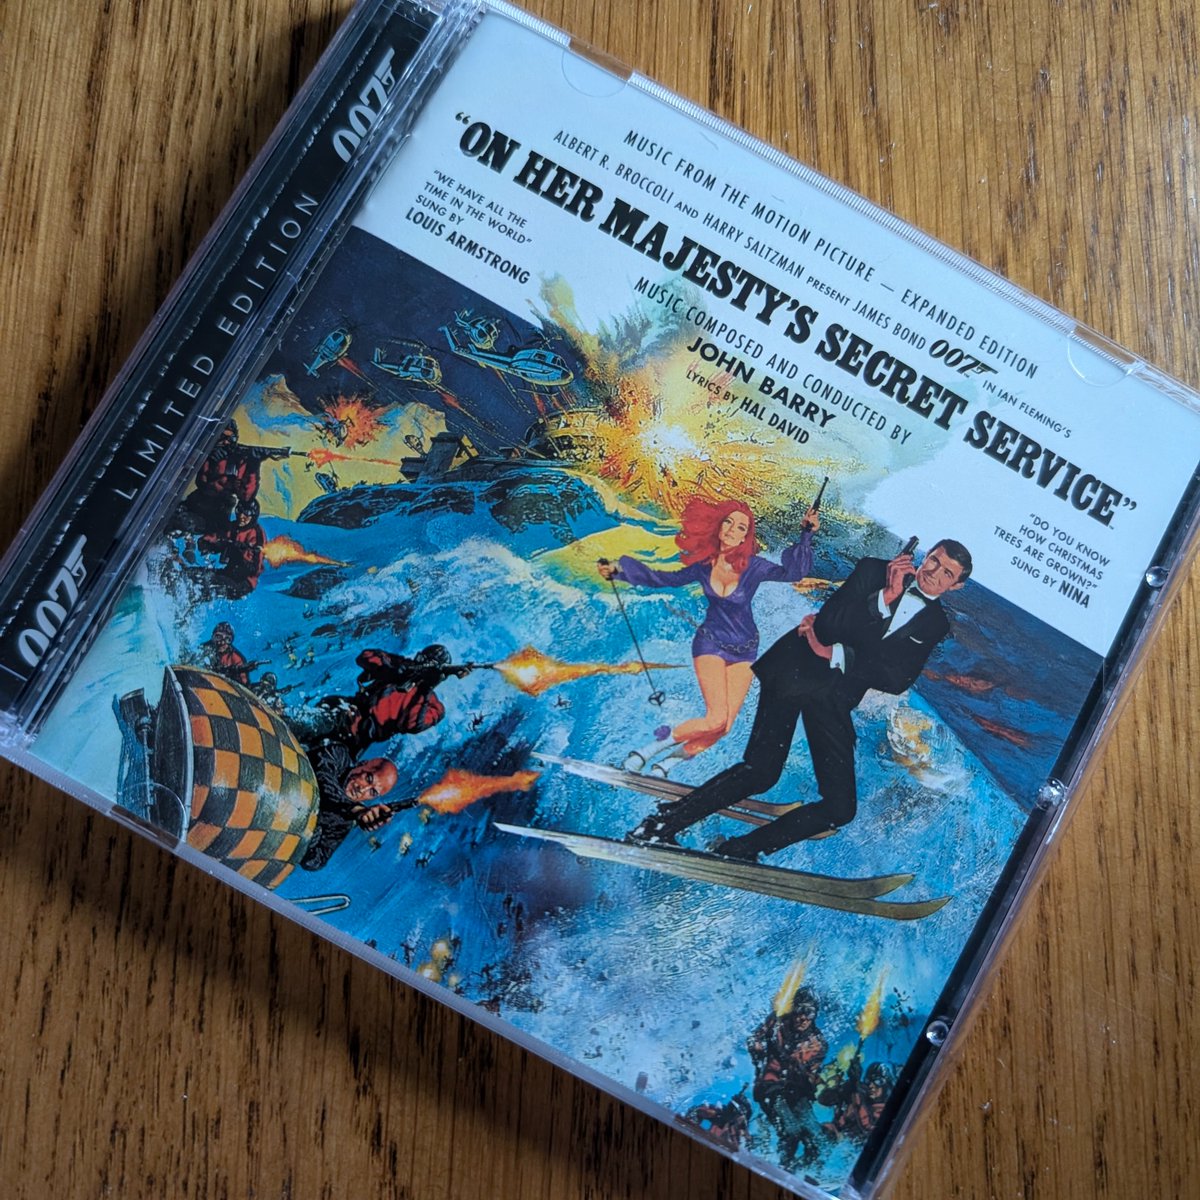 007
LIMITED EDITION
007
MUSIC FROM THE MOTION PICTURE – EXPANDED EDITION
ALBERT R. BROCCOLI AND HARRY SALTZMAN PRESENT JAMES BOND 007 IN IAN FLEMING'S
"ON HER MAJESTY'S SECRET SERVICE"
"WE HAVE ALL THE
TIME IN THE WORLD"
SUNG BY
LOUIS ARMSTRONG
MUSIC COMPOSED AND CONDUCTED BY
JOHN BARRY
LYRICS BY HAL DAVID
"DO YOU KNOW
HOW CHRISTMAS
TREES ARE GROWN?"
SUNG BY NINA